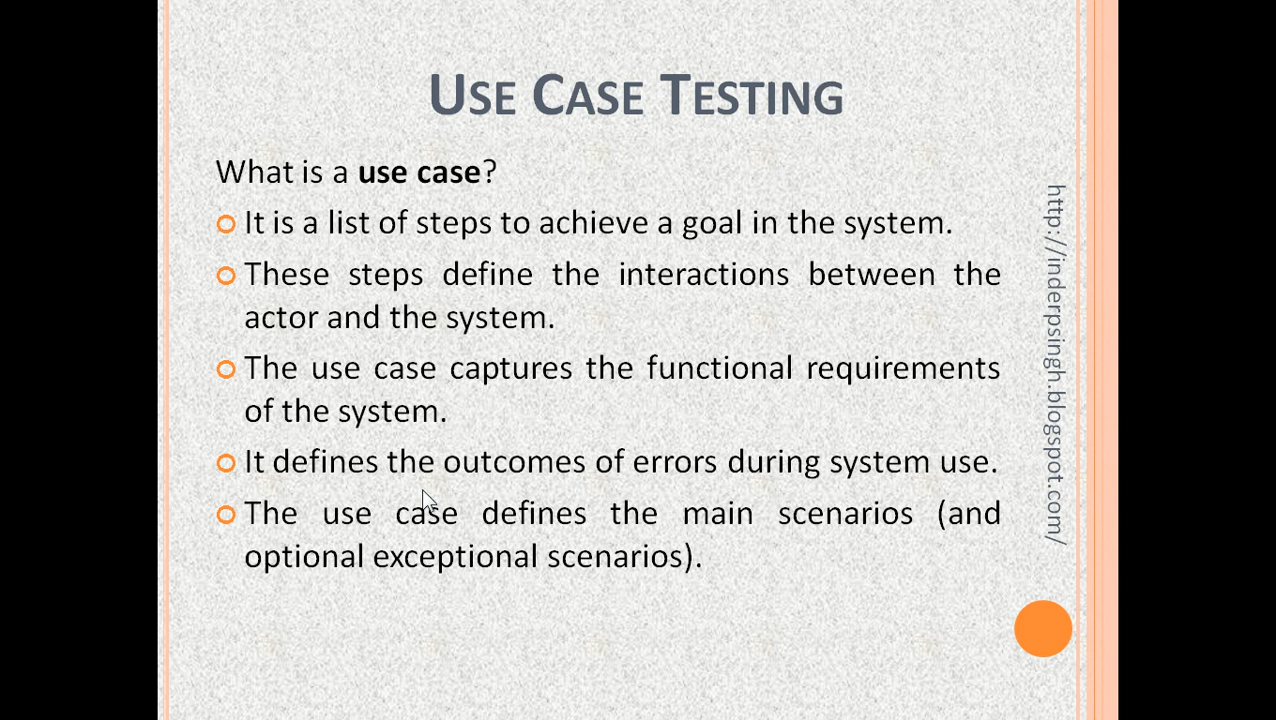 USE CASE TESTING
What is a use case?
It is a list of steps to achieve a goal in the system.
These steps define the interactions between the
actor and the system.
The use case captures the functional requirements
of the system.
It defines the outcomes of errors during system use.
The use case defines the main scenarios (and
optional exceptional scenarios).
http://inderpsingh.blogspot.com/